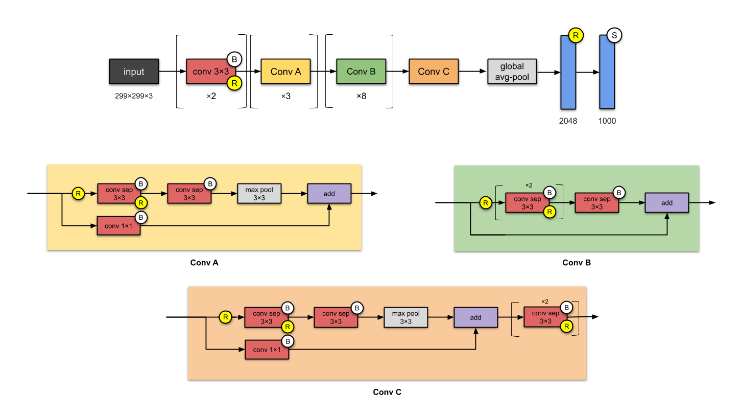 input
conv 3×3
B
R
Conv A
Conv B
Conv C
global
avg-pool
R
S
299×299×3
×2
×3
×8
2048
1000
R
conv sep
3×3
B
R
conv sep
3×3
B
max pool
3×3
add
conv 1×1
B
Conv A
R
×2
conv sep
3×3
B
R
conv sep
3×3
B
add
Conv B
R
conv sep
3×3
B
R
conv sep
3×3
B
max pool
3×3
add
×2
conv sep
3×3
B
R
conv 1×1
B
Conv C